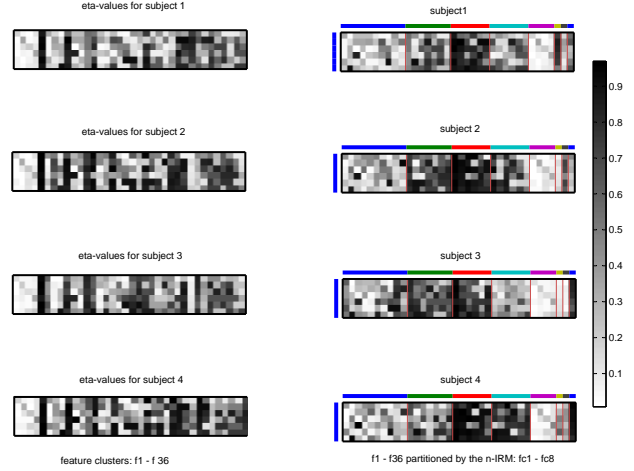 eta-values for subject 1
subject1
eta-values for subject 2
subject 2
eta-values for subject 3
subject 3
eta-values for subject 4
subject 4
feature clusters: f1 - f 36
f1 - f36 partitioned by the n-IRM: fc1 - fc8
0.9
0.8
0.7
0.6
0.5
0.4
0.3
0.2
0.1